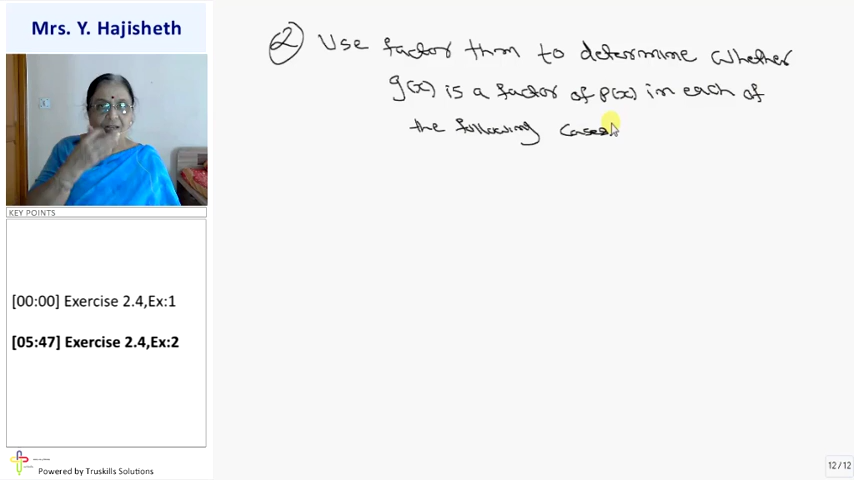 Mrs. Y. Hajisheth
KEY POINTS
[00:00] Exercise 2.4,Ex:1
[05:47] Exercise 2.4,Ex:2
Powered by Truskills Solutions
② Use factor thm to determine whether
g(x) is a factor of p(x) in each of
the following cases
12/12